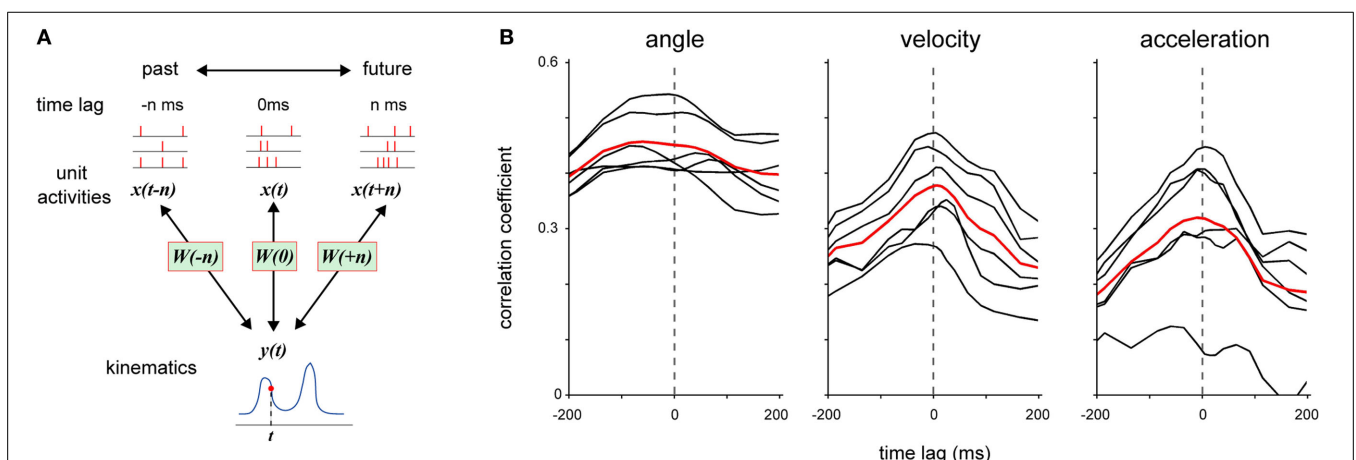 A
past
future
time lag
-n ms
0ms
n ms
unit
activities
x(t-n)
x(t)
x(t+n)
W(-n)
W(0)
W(+n)
y(t)
kinematics
t
B
angle
velocity
acceleration
correlation coefficient
0.6
0.3
0
-200
0
200
-200
0
200
-200
0
200
time lag (ms)